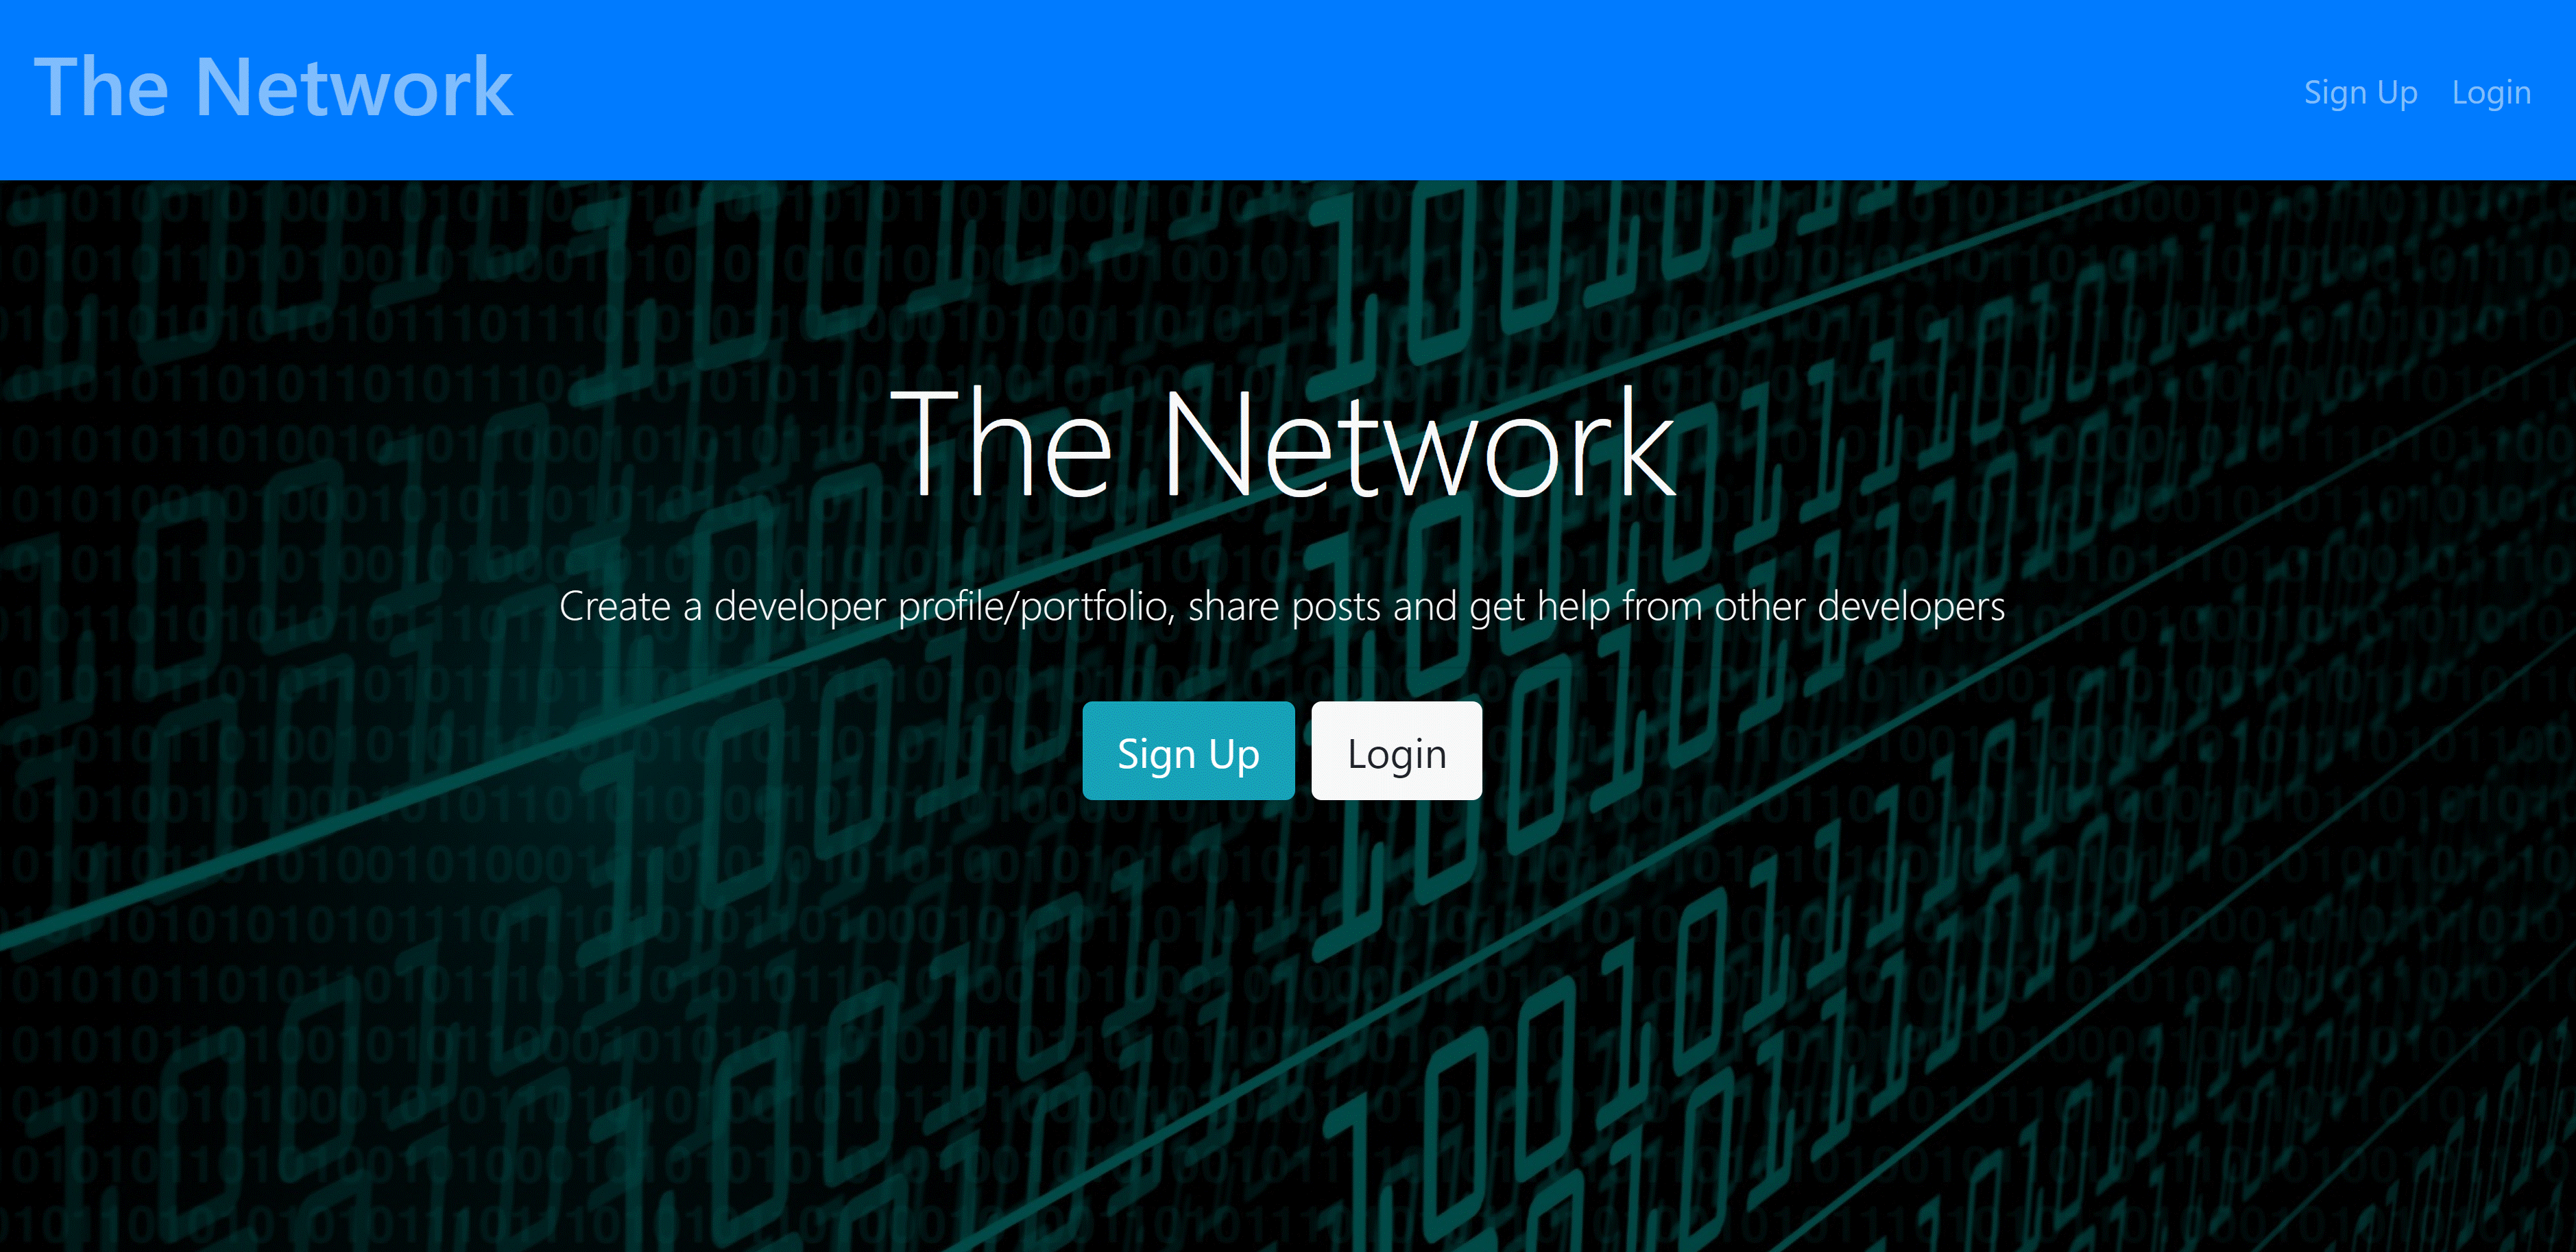 The Network
Sign Up Login
The Network
Create a developer profile/portfolio, share posts and get help from other developers
Sign Up Login